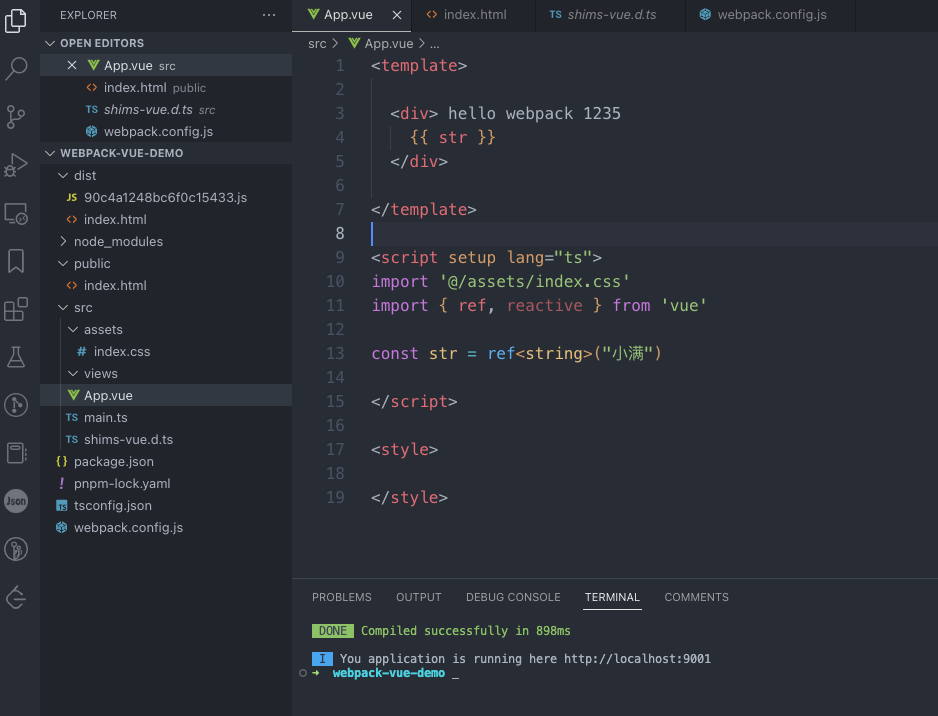 EXPLORER
OPEN EDITORS
App.vue src
index.html public
TS shims-vue.d.ts src
webpack.config.js
WEBPACK-VUE-DEMO
dist
JS 90c4a1248bc6f0c15433.js
<> index.html
node_modules
public
<> index.html
src
assets
# index.css
views
App.vue
TS main.ts
TS shims-vue.d.ts
{} package.json
! pnpm-lock.yaml
TS tsconfig.json
webpack.config.js
Json
App.vue
<> index.html
TS shims-vue.d.ts
webpack.config.js
src > App.vue > ...
1 <template>
2
3 <div> hello webpack 1235
4 {{ str }}
5 </div>
6
7 </template>
8
9 <script setup lang="ts">
10 import '@/assets/index.css'
11 import { ref, reactive } from 'vue'
12
13 const str = ref<string>("小满")
14
15 </script>
16
17 <style>
18
19 </style>
PROBLEMS OUTPUT DEBUG CONSOLE TERMINAL COMMENTS
DONE Compiled successfully in 898ms
I You application is running here http://localhost:9001
➜ webpack-vue-demo _